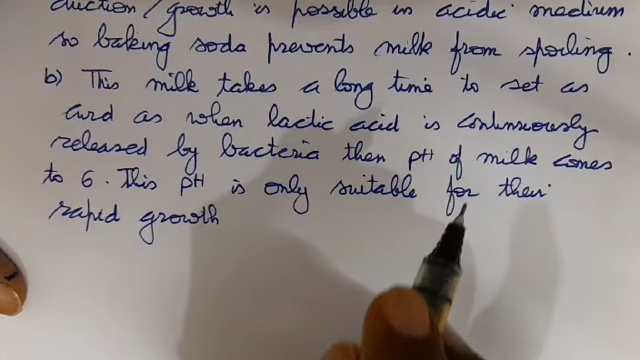 duction/growth is possible in acidic medium
so baking soda prevents milk from spoiling.
b) This milk takes a long time to set as
curd as when lactic acid is continuously
released by bacteria then pH of milk comes
to 6. This pH is only suitable for their
rapid growth